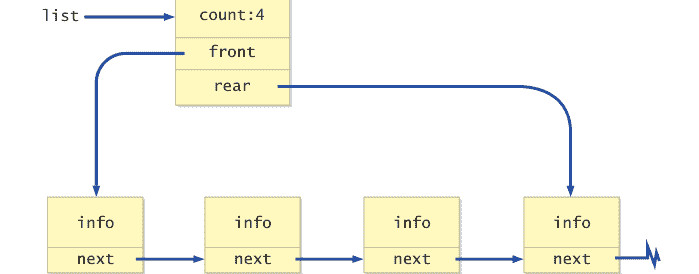 list
count:4
front
rear
info info info info
next next next next